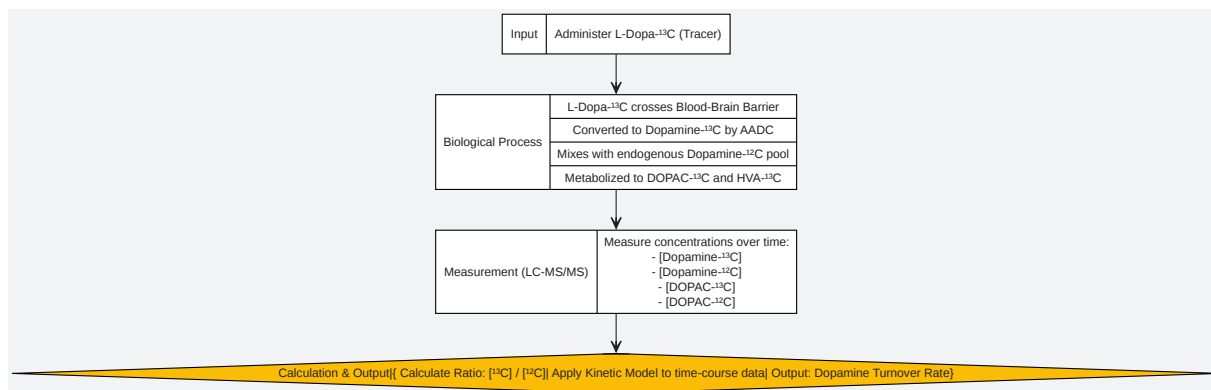 Input
Administer L-Dopa-¹³C (Tracer)
Biological Process
L-Dopa-¹³C crosses Blood-Brain Barrier
Converted to Dopamine-¹³C by AADC
Mixes with endogenous Dopamine-¹²C pool
Metabolized to DOPAC-¹³C and HVA-¹³C
Measurement (LC-MS/MS)
Measure concentrations over time:
- [Dopamine-¹³C]
- [Dopamine-¹²C]
- [DOPAC-¹³C]
- [DOPAC-¹²C]
Calculation & Output|{ Calculate Ratio: [¹³C] / [¹²C]| Apply Kinetic Model to time-course data| Output: Dopamine Turnover Rate}